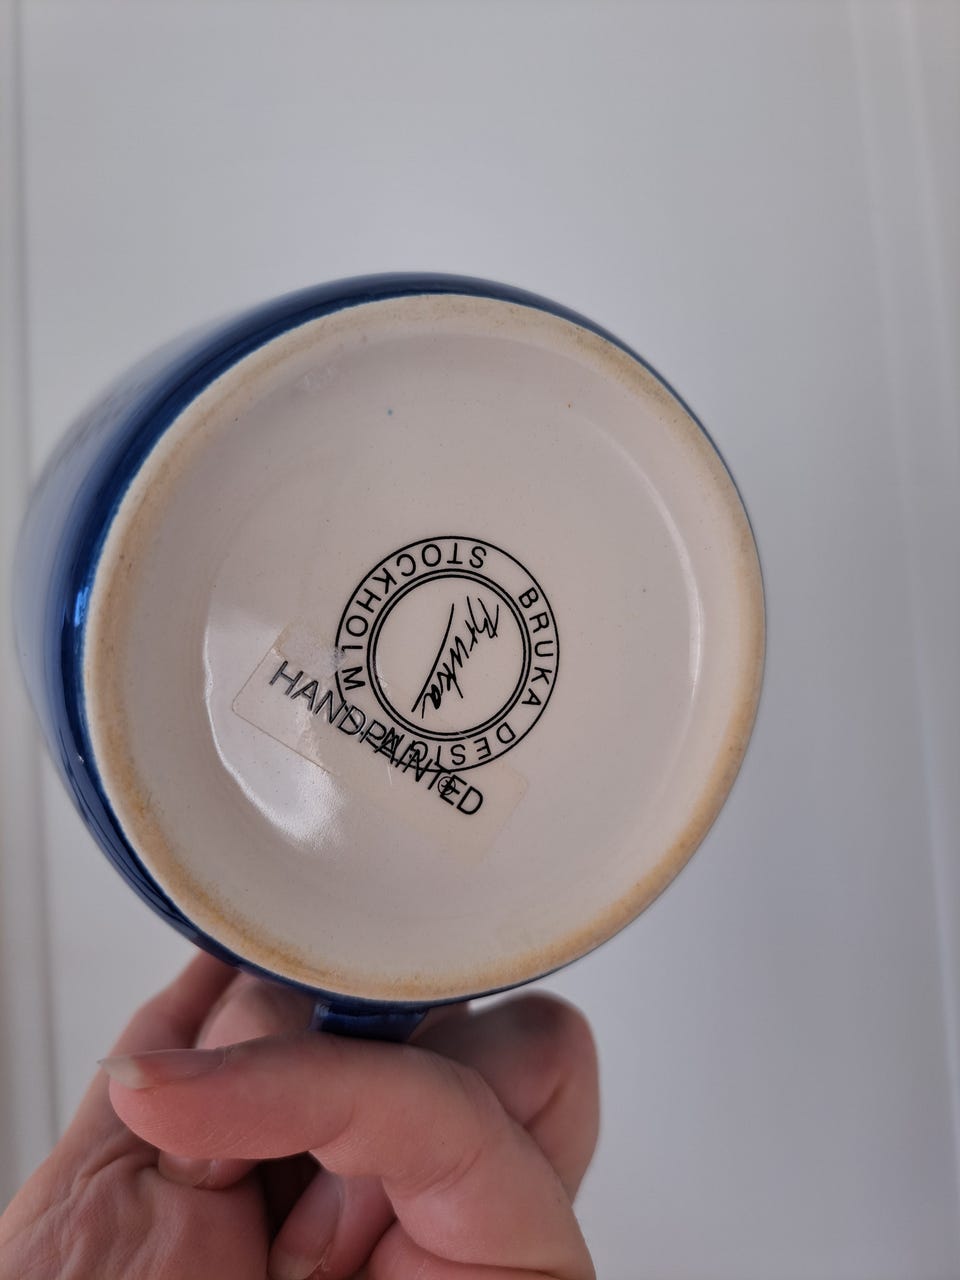 BRUKA DESIGN
STOCKHOLM
Bruka
HANDPAINTED